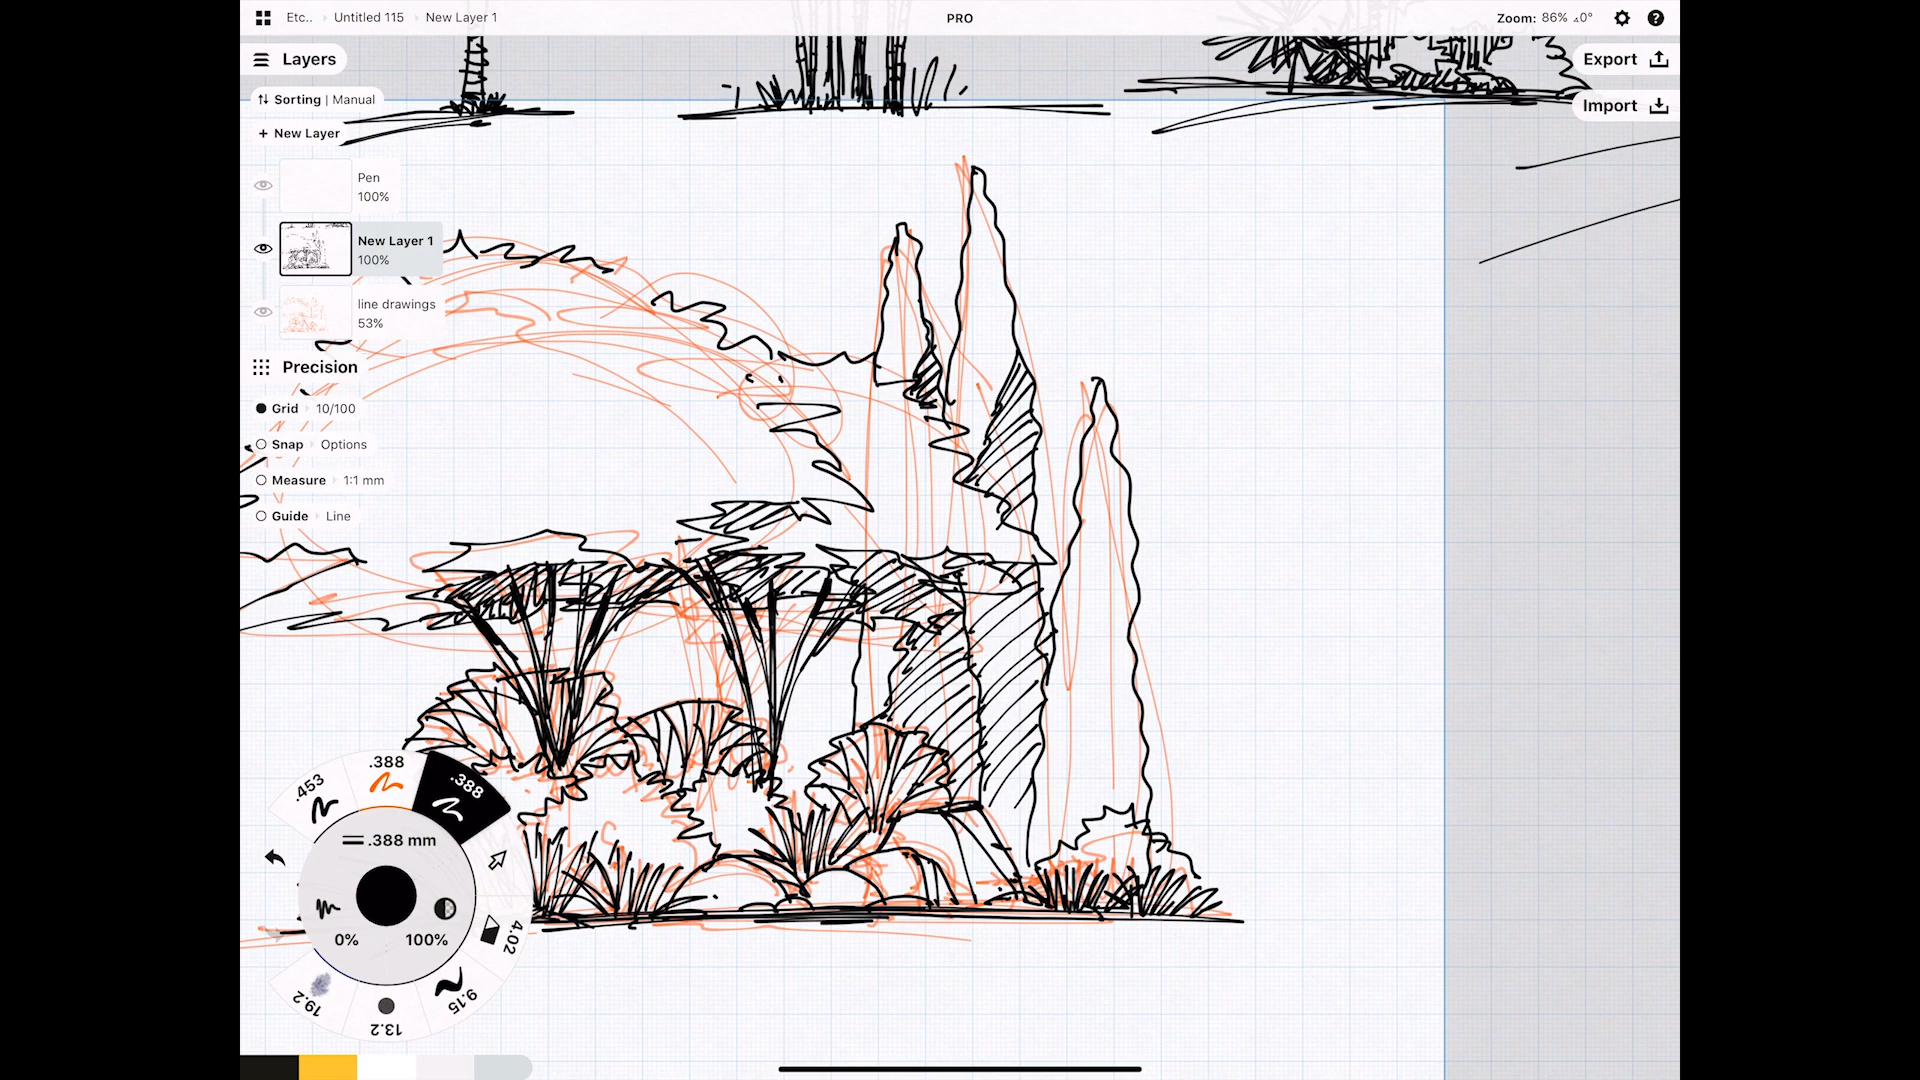 Etc.. Untitled 115 New Layer 1
PRO
Zoom: 86% ⊿0°
Layers
Export
Sorting | Manual
Import
+ New Layer
Pen
100%
New Layer 1
100%
line drawings
53%
Precision
Grid 10/100
Snap Options
Measure 1:1 mm
Guide Line
.453
.388
.388
.388 mm
0%
100%
4.02
19.2
9.15
13.2